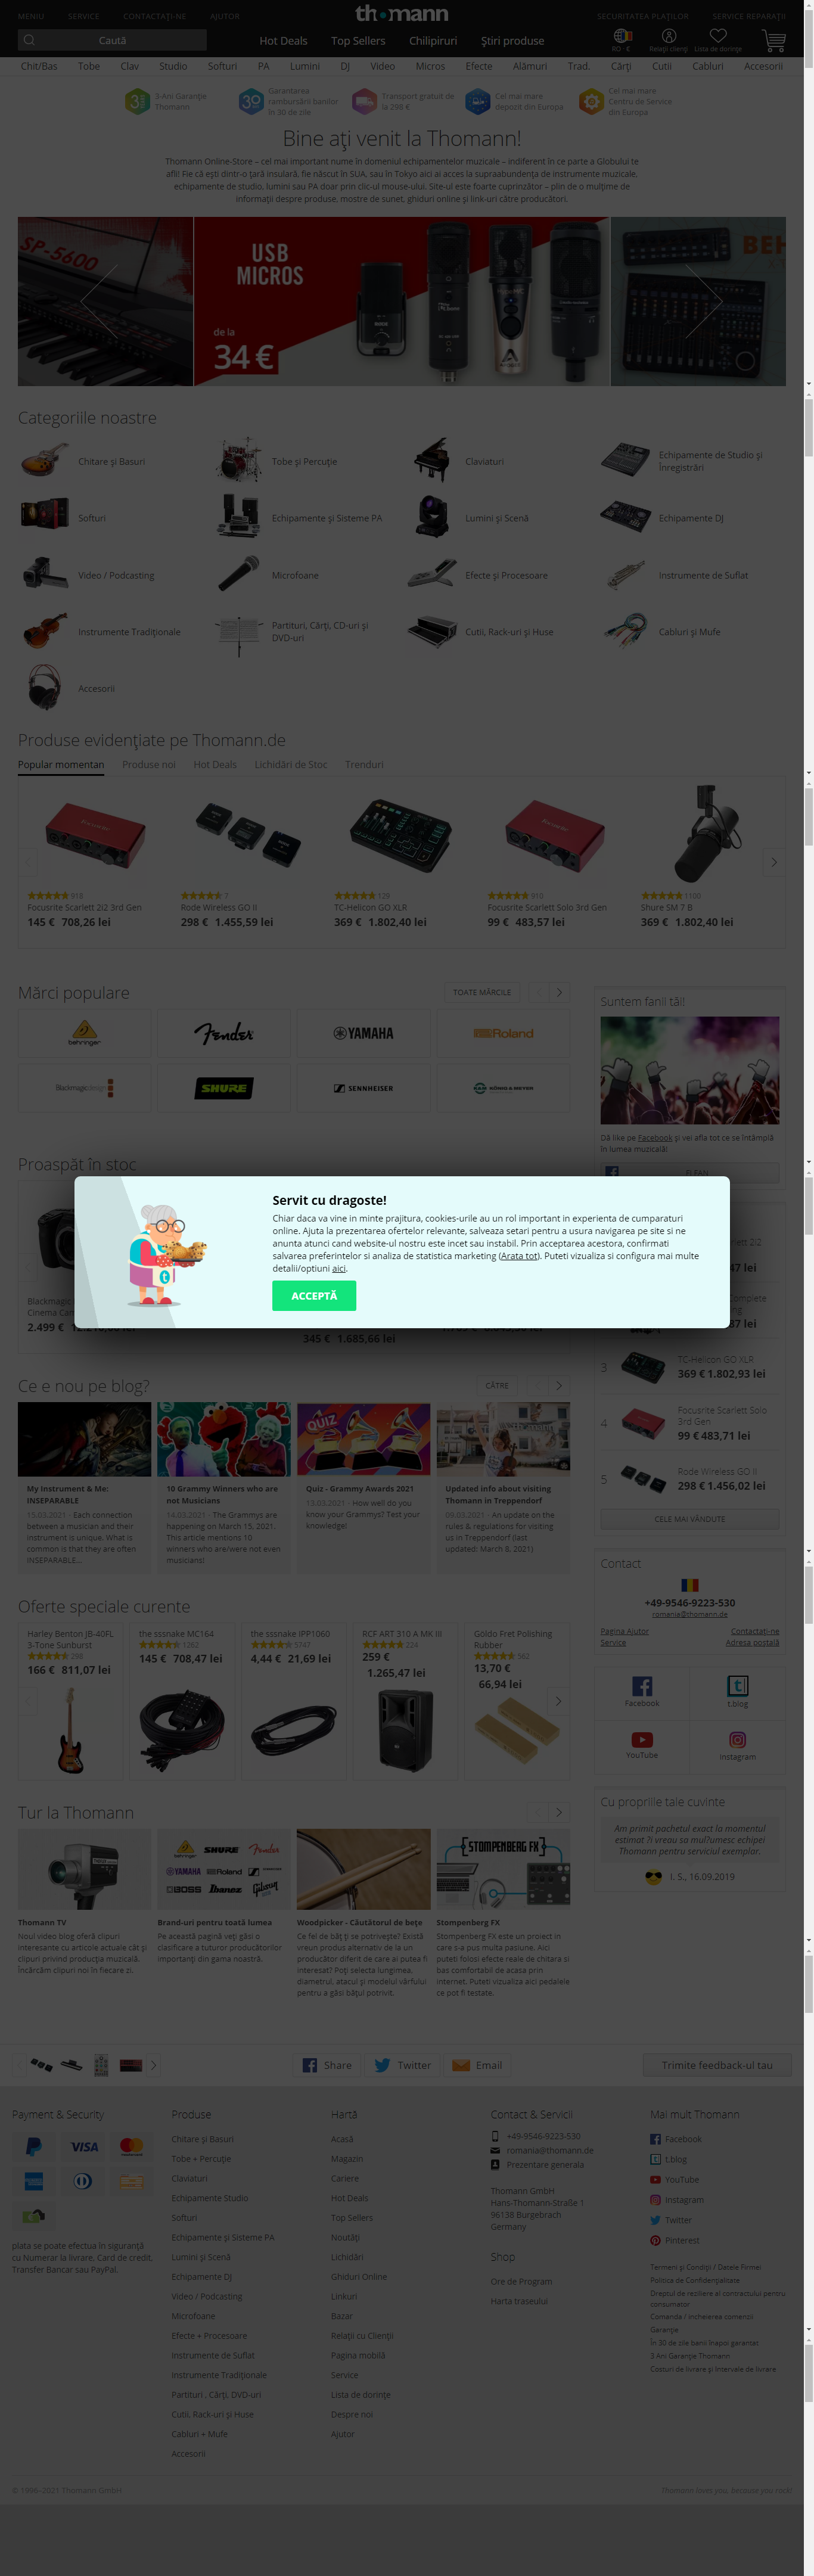 MENIU SERVICE CONTACTAȚI-NE AJUTOR
th•mann
SECURITATEA PLĂȚILOR SERVICE REPARAȚII
Caută
Hot Deals Top Sellers Chilipiruri Știri produse
RO · € Relații clienți Lista de dorințe
Chit/Bas Tobe Clav Studio Softuri PA Lumini DJ Video Micros Efecte Alămuri Trad. Cărți Cutii Cabluri Accesorii
3-Ani Garanție
Thomann
Garantarea
rambursării banilor
în 30 de zile
Transport gratuit de
la 298 €
Cel mai mare
depozit din Europa
Cel mai mare
Centru de Service
din Europa
Bine ați venit la Thomann!
Thomann Online-Store – cel mai important nume în domeniul echipamentelor muzicale – indiferent în ce parte a Globului te
afli! Fie că ești dintr-o țară insulară, fie născut în SUA, sau în Tokyo aici ai acces la supraabundența de instrumente muzicale,
echipamente de studio, lumini sau PA doar prin clic-ul mouse-ului. Site-ul este foarte cuprinzător – plin de o mulțime de
informații despre produse, mostre de sunet, ghiduri online și link-uri către producători.
SP-5600
USB
MICROS
de la
34 €
BEH
Categoriile noastre
Chitare și Basuri
Tobe și Percuție
Claviaturi
Echipamente de Studio și
Înregistrări
Softuri
Echipamente și Sisteme PA
Lumini și Scenă
Echipamente DJ
Video / Podcasting
Microfoane
Efecte și Procesoare
Instrumente de Suflat
Instrumente Tradiționale
Partituri, Cărți, CD-uri și
DVD-uri
Cutii, Rack-uri și Huse
Cabluri și Mufe
Accesorii
Produse evidențiate pe Thomann.de
Popular momentan Produse noi Hot Deals Lichidări de Stoc Trenduri
918
Focusrite Scarlett 2i2 3rd Gen
145 € 708,26 lei
7
Rode Wireless GO II
298 € 1.455,59 lei
129
TC-Helicon GO XLR
369 € 1.802,40 lei
910
Focusrite Scarlett Solo 3rd Gen
99 € 483,57 lei
1100
Shure SM 7 B
369 € 1.802,40 lei
Mărci populare
TOATE MĂRCILE
behringer
Fender
YAMAHA
Roland
Blackmagicdesign
SHURE
SENNHEISER
KÖNIG & MEYER
Suntem fanii tăi!
Dă like pe Facebook și vei afla tot ce se întâmplă
în lumea muzicală!
FI FAN
Proaspăt în stoc
Servit cu dragoste!
Chiar daca va vine in minte prajitura, cookies-urile au un rol important in experienta de cumparaturi
online. Ajuta la prezentarea ofertelor relevante, salveaza setari pentru a usura navigarea pe site si ne
anunta atunci cand website-ul nostru este incet sau instabil. Prin acceptarea acestora, confirmati
salvarea preferintelor si analiza de statistica marketing (Arata tot). Puteti vizualiza si configura mai multe
detalii/optiuni aici.
ACCEPTĂ
345 € 1.685,66 lei
3
TC-Helicon GO XLR
369 € 1.802,93 lei
4
Focusrite Scarlett Solo
3rd Gen
99 € 483,71 lei
5
Rode Wireless GO II
298 € 1.456,02 lei
CELE MAI VÂNDUTE
Ce e nou pe blog?
CĂTRE
My Instrument & Me:
INSEPARABLE
15.03.2021 · Each connection
between a musician and their
instrument is unique. What is
common is that they are often
INSEPARABLE...
10 Grammy Winners who are
not Musicians
14.03.2021 · The Grammys are
happening on March 15, 2021.
This article mentions 10
winners who are/were not even
musicians!
QUIZ
Quiz - Grammy Awards 2021
13.03.2021 · How well do you
know your Grammys? Test your
knowledge!
Updated info about visiting
Thomann in Treppendorf
09.03.2021 · An update on the
rules & regulations for visiting
us in Treppendorf (last
updated: March 8, 2021)
Contact
+49-9546-9223-530
romania@thomann.de
Pagina Ajutor
Contactați-ne
Service
Adresa poștală
Oferte speciale curente
Harley Benton JB-40FL
3-Tone Sunburst
298
166 € 811,07 lei
the sssnake MC164
1262
145 € 708,47 lei
the sssnake IPP1060
5747
4,44 € 21,69 lei
RCF ART 310 A MK III
224
259 €
1.265,47 lei
Göldo Fret Polishing
Rubber
562
13,70 €
66,94 lei
Facebook
t.blog
YouTube
Instagram
Tur la Thomann
STOMPENBERG FX
Thomann TV
Noul video blog oferă clipuri
interesante cu articole actuale cât și
clipuri privind producția muzicală.
Încărcăm clipuri noi în fiecare zi.
Brand-uri pentru toată lumea
Pe această pagină veți găsi o
clasificare a tuturor producătorilor
importanți din gama noastră.
Woodpicker - Căutătorul de bețe
Ce fel de băț ți se potrivește? Există
vreun produs alternativ de la un
producător diferit de care ai putea fi
interesat? Poți selecta lungimea,
diametrul, atacul și modelul vârfului
pentru a găsi bățul potrivit.
Stompenberg FX
Stompenberg FX este un proiect in
care s-a pus multa pasiune. Aici
puteti folosi efecte reale de chitara si
bas comfortabil de acasa prin
internet. Puteti vizualiza aici pedalele
ce pot fi testate.
Cu propriile tale cuvinte
Am primit pachetul exact la momentul
estimat ?i vreau sa mul?umesc echipei
Thomann pentru serviciul exemplar.
I. S., 16.09.2019
Share Twitter Email
Trimite feedback-ul tau
Payment & Security
VISA
plata se poate efectua în siguranță
cu Numerar la livrare, Card de credit,
Transfer Bancar sau PayPal.
Produse
Chitare și Basuri
Tobe + Percuție
Claviaturi
Echipamente Studio
Softuri
Echipamente și Sisteme PA
Lumini și Scenă
Echipamente DJ
Video / Podcasting
Microfoane
Efecte + Procesoare
Instrumente de Suflat
Instrumente Tradiționale
Partituri , Cărți, DVD-uri
Cutii, Rack-uri și Huse
Cabluri + Mufe
Accesorii
Hartă
Acasă
Magazin
Cariere
Hot Deals
Top Sellers
Noutăți
Lichidări
Ghiduri Online
Linkuri
Bazar
Relații cu Clienții
Pagina mobilă
Service
Lista de dorințe
Despre noi
Ajutor
Contact & Servicii
+49-9546-9223-530
romania@thomann.de
Prezentare generala
Thomann GmbH
Hans-Thomann-Straße 1
96138 Burgebrach
Germany
Shop
Ore de Program
Harta traseului
Mai mult Thomann
Facebook
t.blog
YouTube
Instagram
Twitter
Pinterest
Termeni și Condiții / Datele Firmei
Politica de Confidențialitate
Dreptul de reziliere al contractului pentru
consumator
Comanda / Incheierea comenzii
Garanție
În 30 de zile banii înapoi garantat
3 Ani Garanție Thomann
Costuri de livrare și Intervale de livrare
© 1996–2021 Thomann GmbH
Thomann loves you, because you rock!